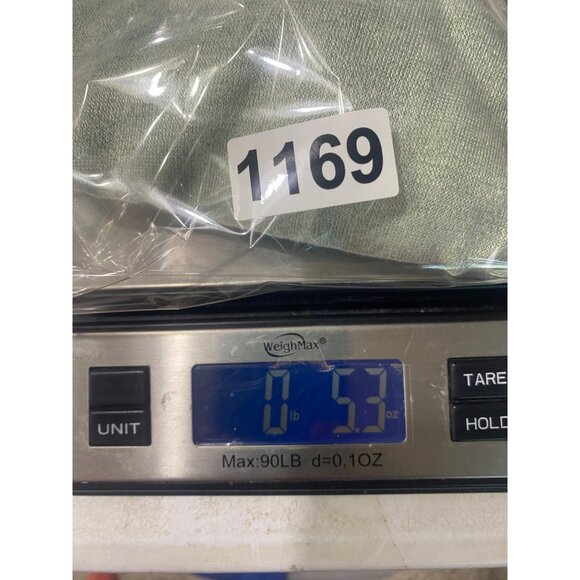 1169
WeighMax®
0 lb 5.3 oz
UNIT
TARE
HOLD
Max:90LB d=0.1OZ